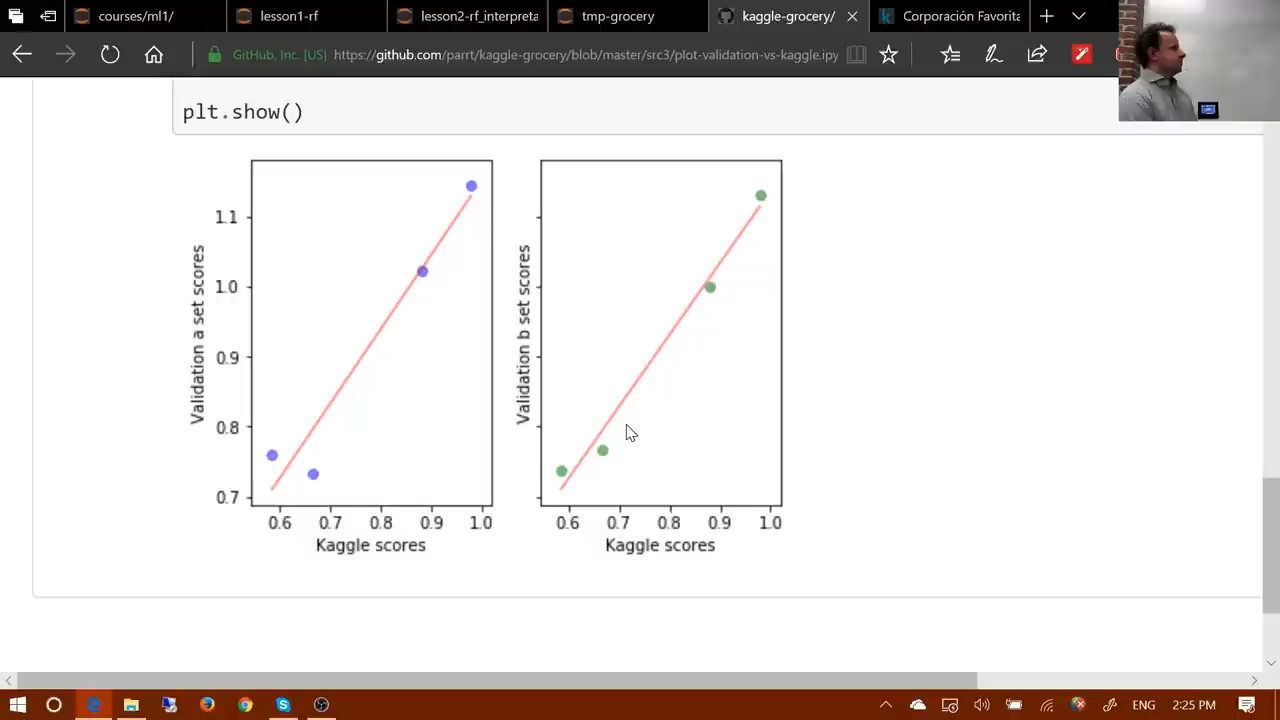 courses/ml1/
lesson1-rf
lesson2-rf_interpreta
tmp-grocery
kaggle-grocery/
Corporación Favorita
GitHub, Inc. [US]
https://github.com/parrt/kaggle-grocery/blob/master/src3/plot-validation-vs-kaggle.ipy
plt.show()
Validation a set scores
1.1
1.0
0.9
0.8
0.7
0.6 0.7 0.8 0.9 1.0
Kaggle scores
Validation b set scores
0.6 0.7 0.8 0.9 1.0
Kaggle scores
ENG
2:25 PM